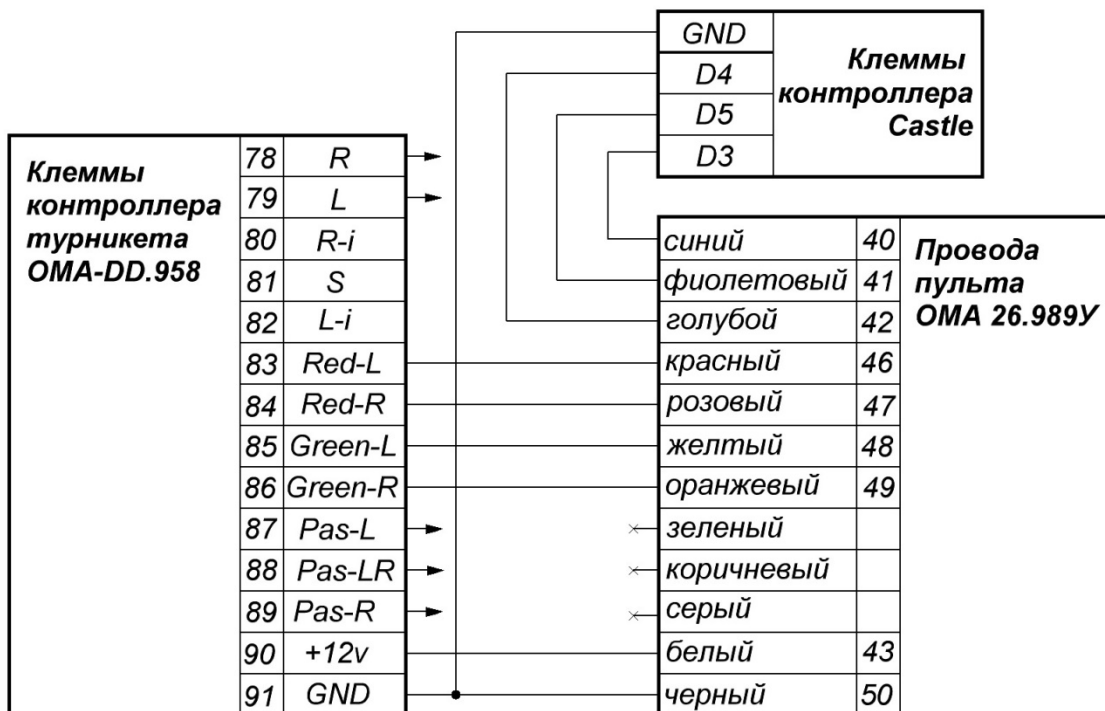 GND
D4
D5
D3
Клеммы
контроллера
Castle
Клеммы
контроллера
турникета
ОМА-DD.958
78 R
79 L
80 R-i
81 S
82 L-i
83 Red-L
84 Red-R
85 Green-L
86 Green-R
87 Pas-L
88 Pas-LR
89 Pas-R
90 +12v
91 GND
синий 40
фиолетовый 41
голубой 42
красный 46
розовый 47
желтый 48
оранжевый 49
зеленый
коричневый
серый
белый 43
черный 50
Провода
пульта
ОМА 26.989У